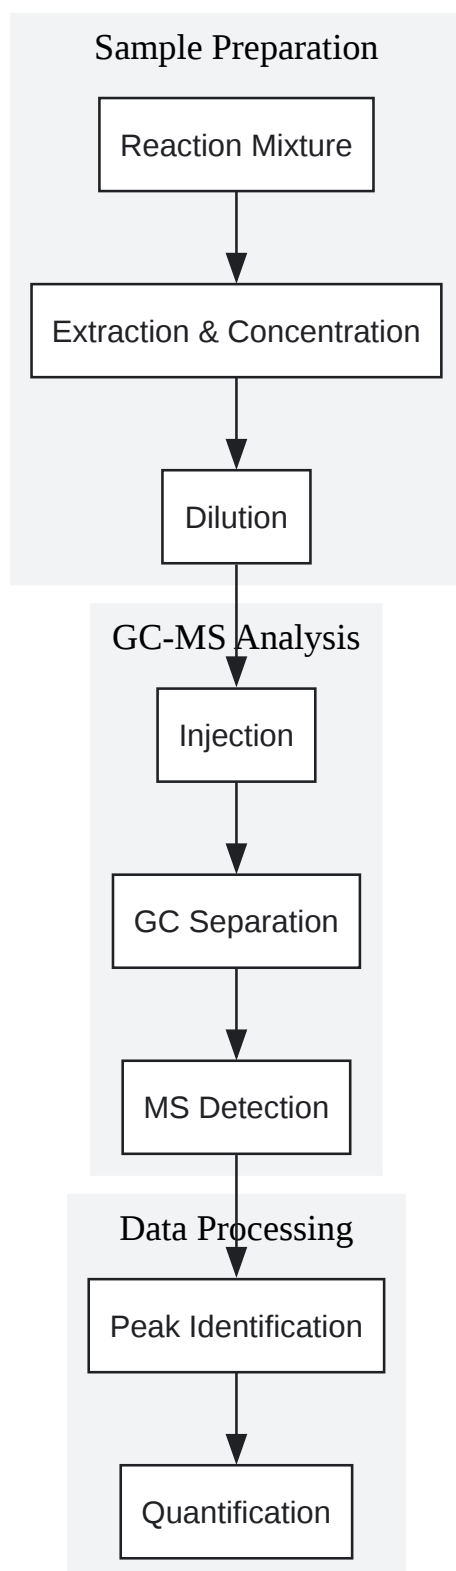 Sample Preparation
Reaction Mixture
Extraction & Concentration
Dilution
GC-MS Analysis
Injection
GC Separation
MS Detection
Data Processing
Peak Identification
Quantification